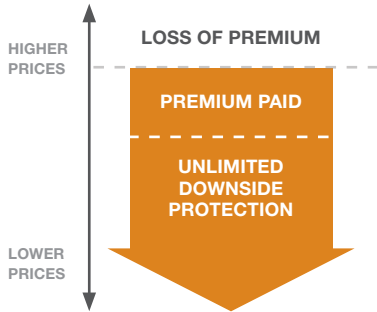 LOSS OF PREMIUM
HIGHER
PRICES
PREMIUM PAID
UNLIMITED
DOWNSIDE
PROTECTION
LOWER
PRICES